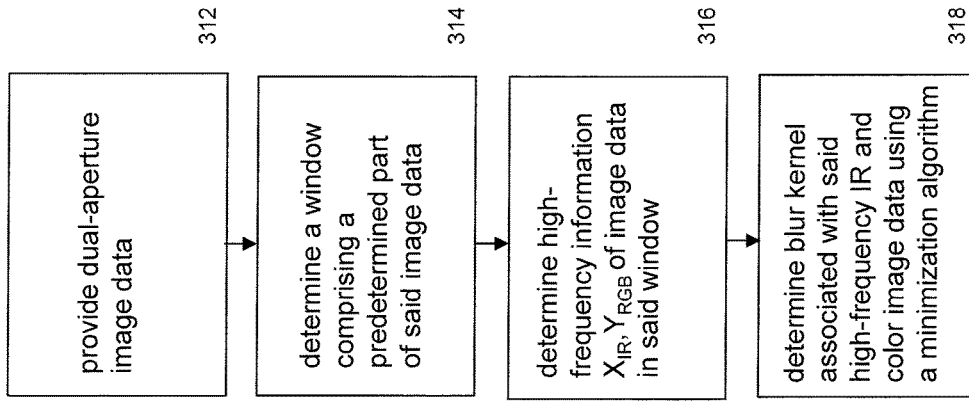 provide dual-aperture
image data
312
determine a window
comprising a
predetermined part
of said image data
314
determine high-
frequency information
X_IR, Y_RGB of image data
in said window
316
determine blur kernel
associated with said
high-frequency IR and
color image data using
a minimization algorithm
318